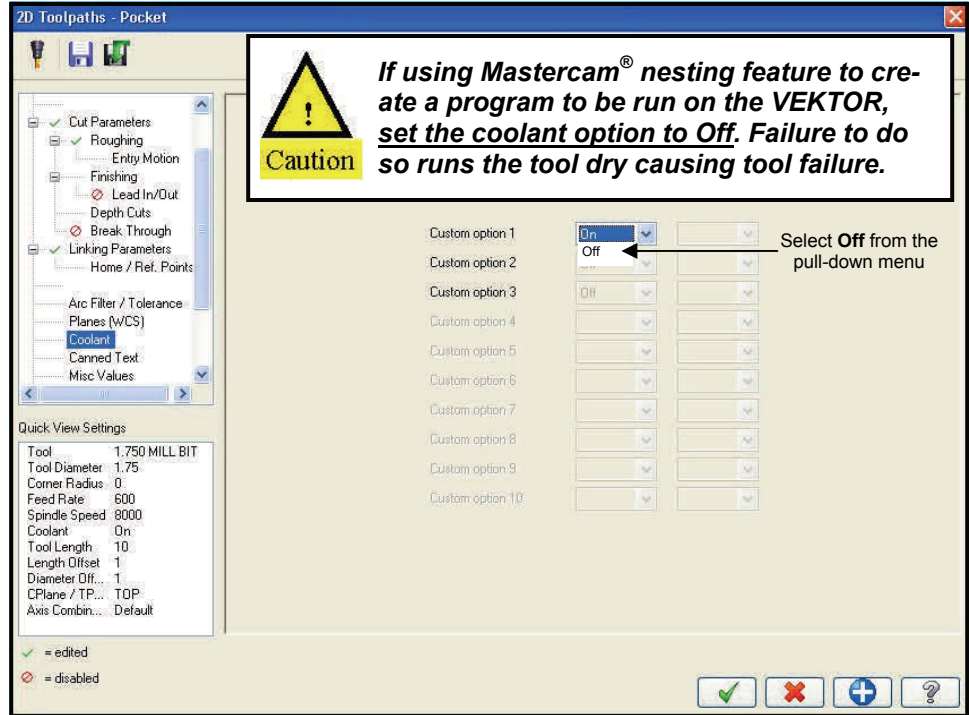 2D Toolpaths - Pocket
Caution
If using Mastercam® nesting feature to cre-
ate a program to be run on the VEKTOR,
set the coolant option to Off. Failure to do
so runs the tool dry causing tool failure.
Cut Parameters
Roughing
Entry Motion
Finishing
Lead In/Out
Depth Cuts
Break Through
Linking Parameters
Home / Ref. Points
Arc Filter / Tolerance
Planes (WCS)
Coolant
Canned Text
Misc Values
Custom option 1 On
Off
Select Off from the
pull-down menu
Custom option 2
Custom option 3 Off
Custom option 4
Custom option 5
Custom option 6
Custom option 7
Custom option 8
Custom option 9
Custom option 10
Quick View Settings
Tool 1.750 MILL BIT
Tool Diameter 1.75
Corner Radius 0
Feed Rate 600
Spindle Speed 8000
Coolant On
Tool Length 10
Length Offset 1
Diameter Off... 1
CPlane / TP... TOP
Axis Combin... Default
= edited
= disabled